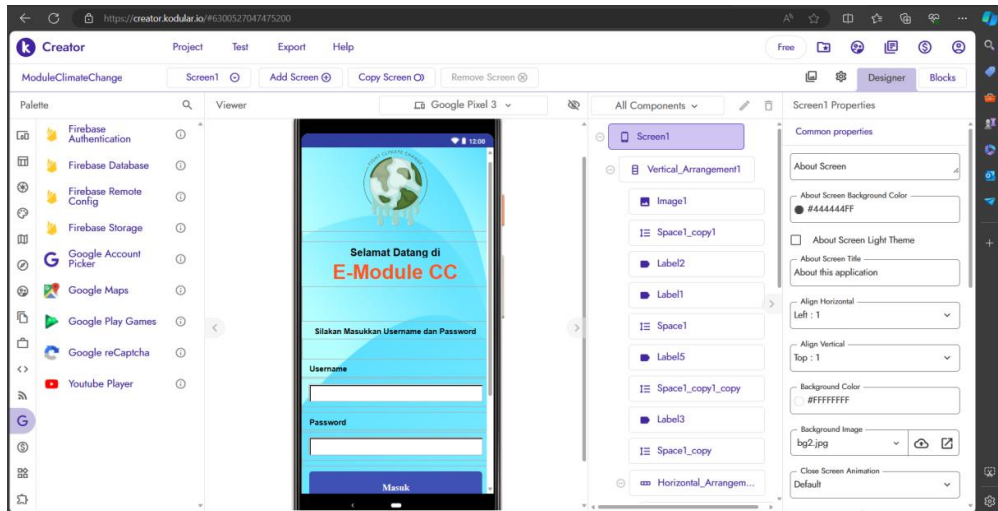 https://creator.kodular.io/#6300527047475200
Creator
Project
Test
Export
Help
Free
ModuleClimateChange
Screen1
Add Screen
Copy Screen
Remove Screen
Designer
Blocks
Palette
Viewer
Google Pixel 3
All Components
Screen1 Properties
Firebase
Authentication
Firebase Database
Firebase Remote
Config
Firebase Storage
Google Account
Picker
Google Maps
Google Play Games
Google reCaptcha
Youtube Player
12:00
FIGHT CLIMATE CHANGE
Selamat Datang di
E-Module CC
Silakan Masukkan Username dan Password
Username
Password
Masuk
Screen1
Vertical_Arrangement1
Image1
Space1_copy1
Label2
Label1
Space1
Label5
Space1_copy1_copy
Label3
Space1_copy
Horizontal_Arrangem...
Common properties
About Screen
About Screen Background Color
#444444FF
About Screen Light Theme
About Screen Title
About this application
Align Horizontal
Left : 1
Align Vertical
Top : 1
Background Color
#FFFFFFFF
Background Image
bg2.jpg
Close Screen Animation
Default